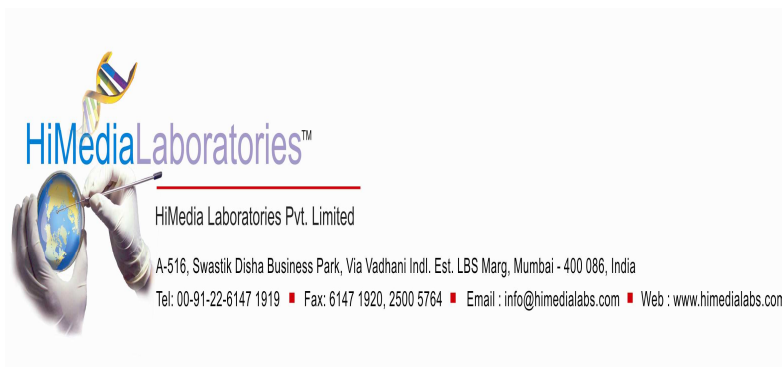 HiMediaLaboratories™
HiMedia Laboratories Pvt. Limited
A-516, Swastik Disha Business Park, Via Vadhani Indl. Est. LBS Marg, Mumbai - 400 086, India
Tel: 00-91-22-6147 1919 ■ Fax: 6147 1920, 2500 5764 ■ Email : info@himedialabs.com ■ Web : www.himedialabs.com